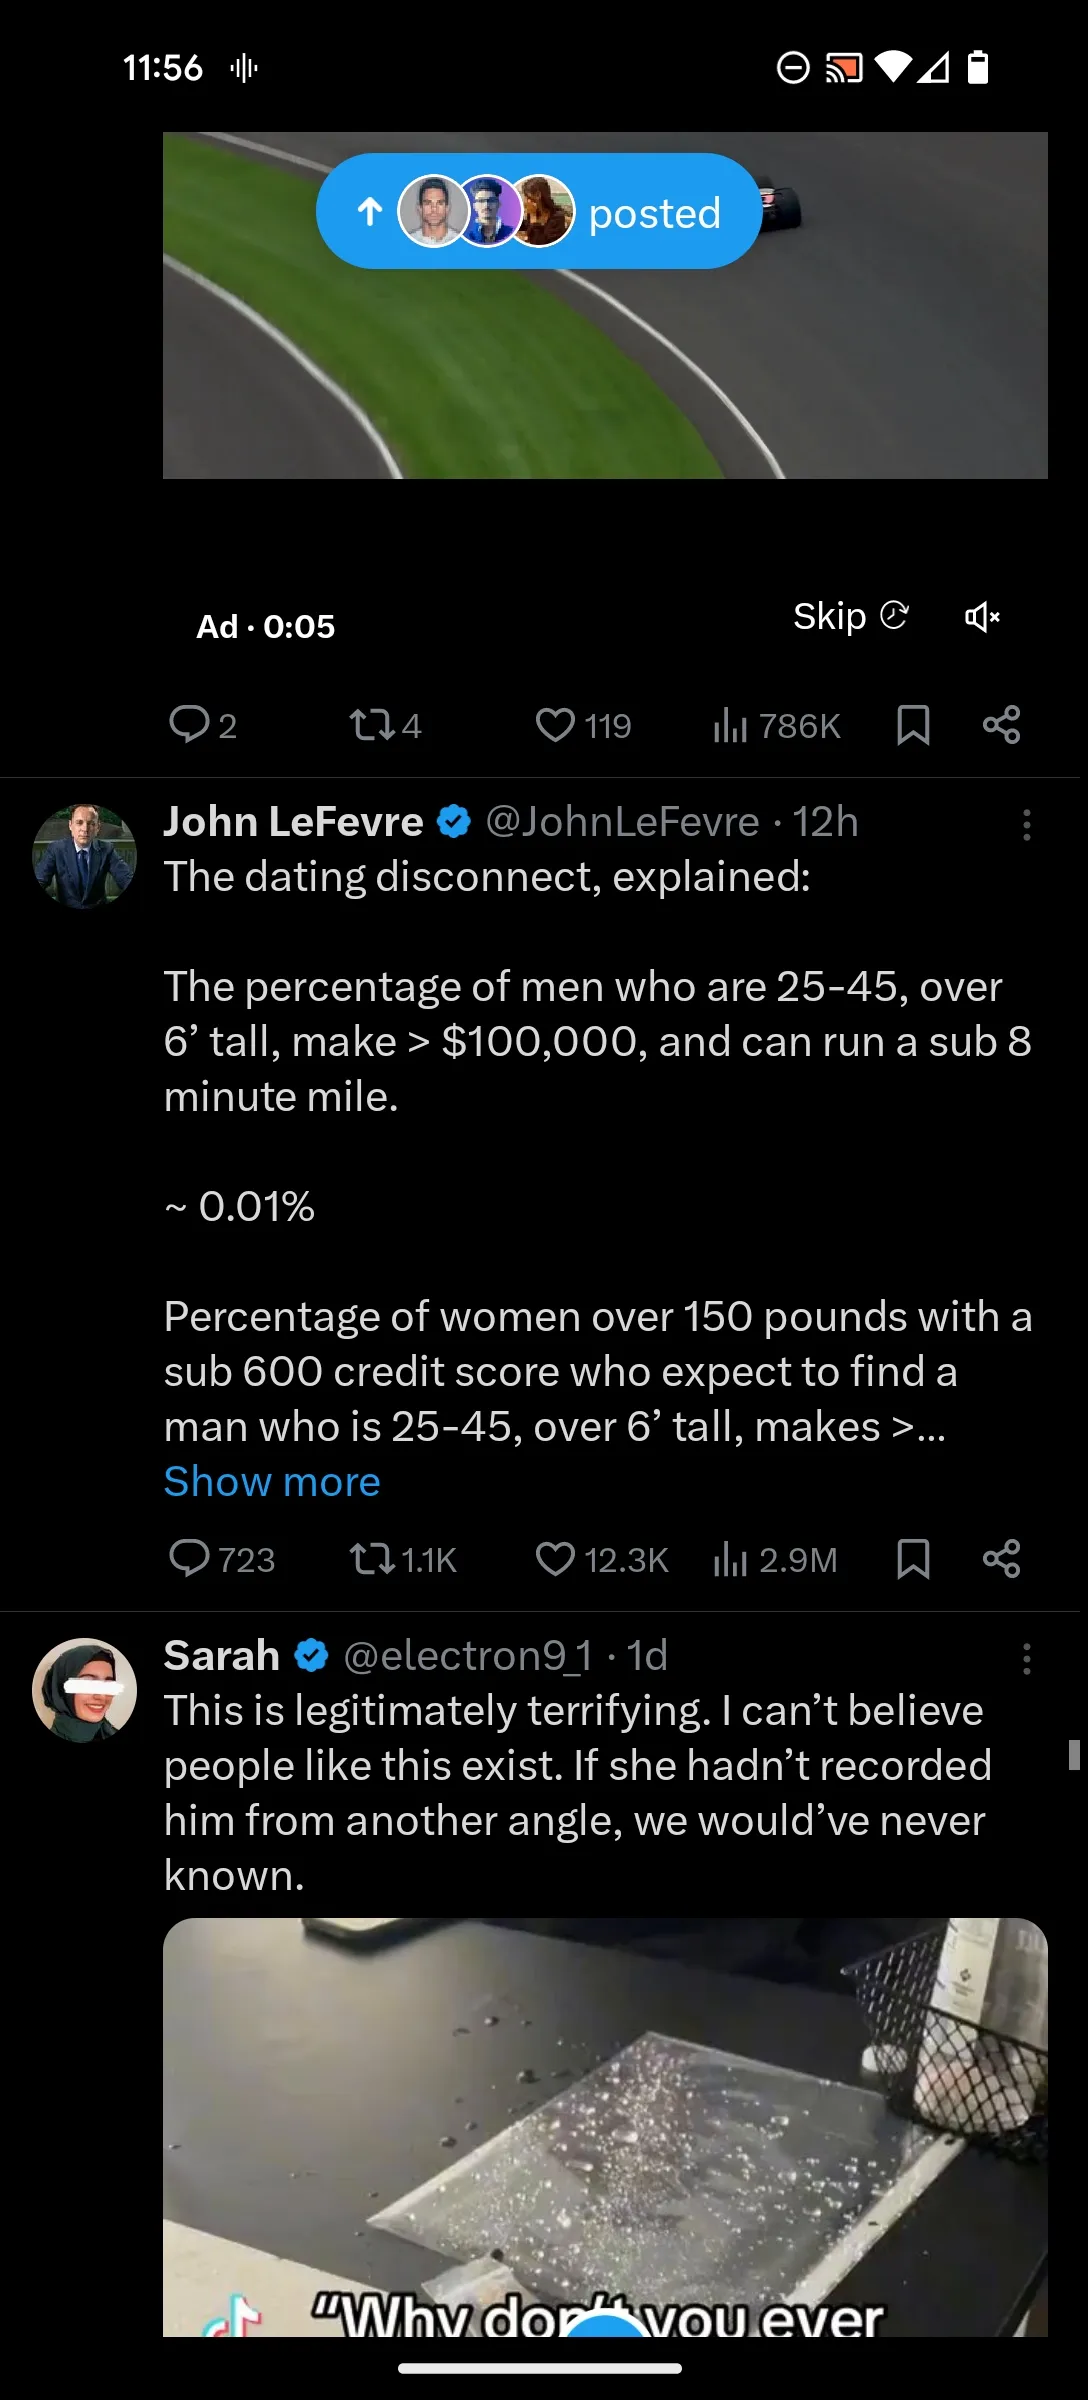 11:56
posted
Ad · 0:05
Skip
2 4 119 786K
John LeFevre @JohnLeFevre · 12h
The dating disconnect, explained:
The percentage of men who are 25-45, over
6’ tall, make > $100,000, and can run a sub 8
minute mile.
~ 0.01%
Percentage of women over 150 pounds with a
sub 600 credit score who expect to find a
man who is 25-45, over 6’ tall, makes >...
Show more
723 1.1K 12.3K 2.9M
Sarah @electron9_1 · 1d
This is legitimately terrifying. I can’t believe
people like this exist. If she hadn’t recorded
him from another angle, we would’ve never
known.
“Why don't you ever